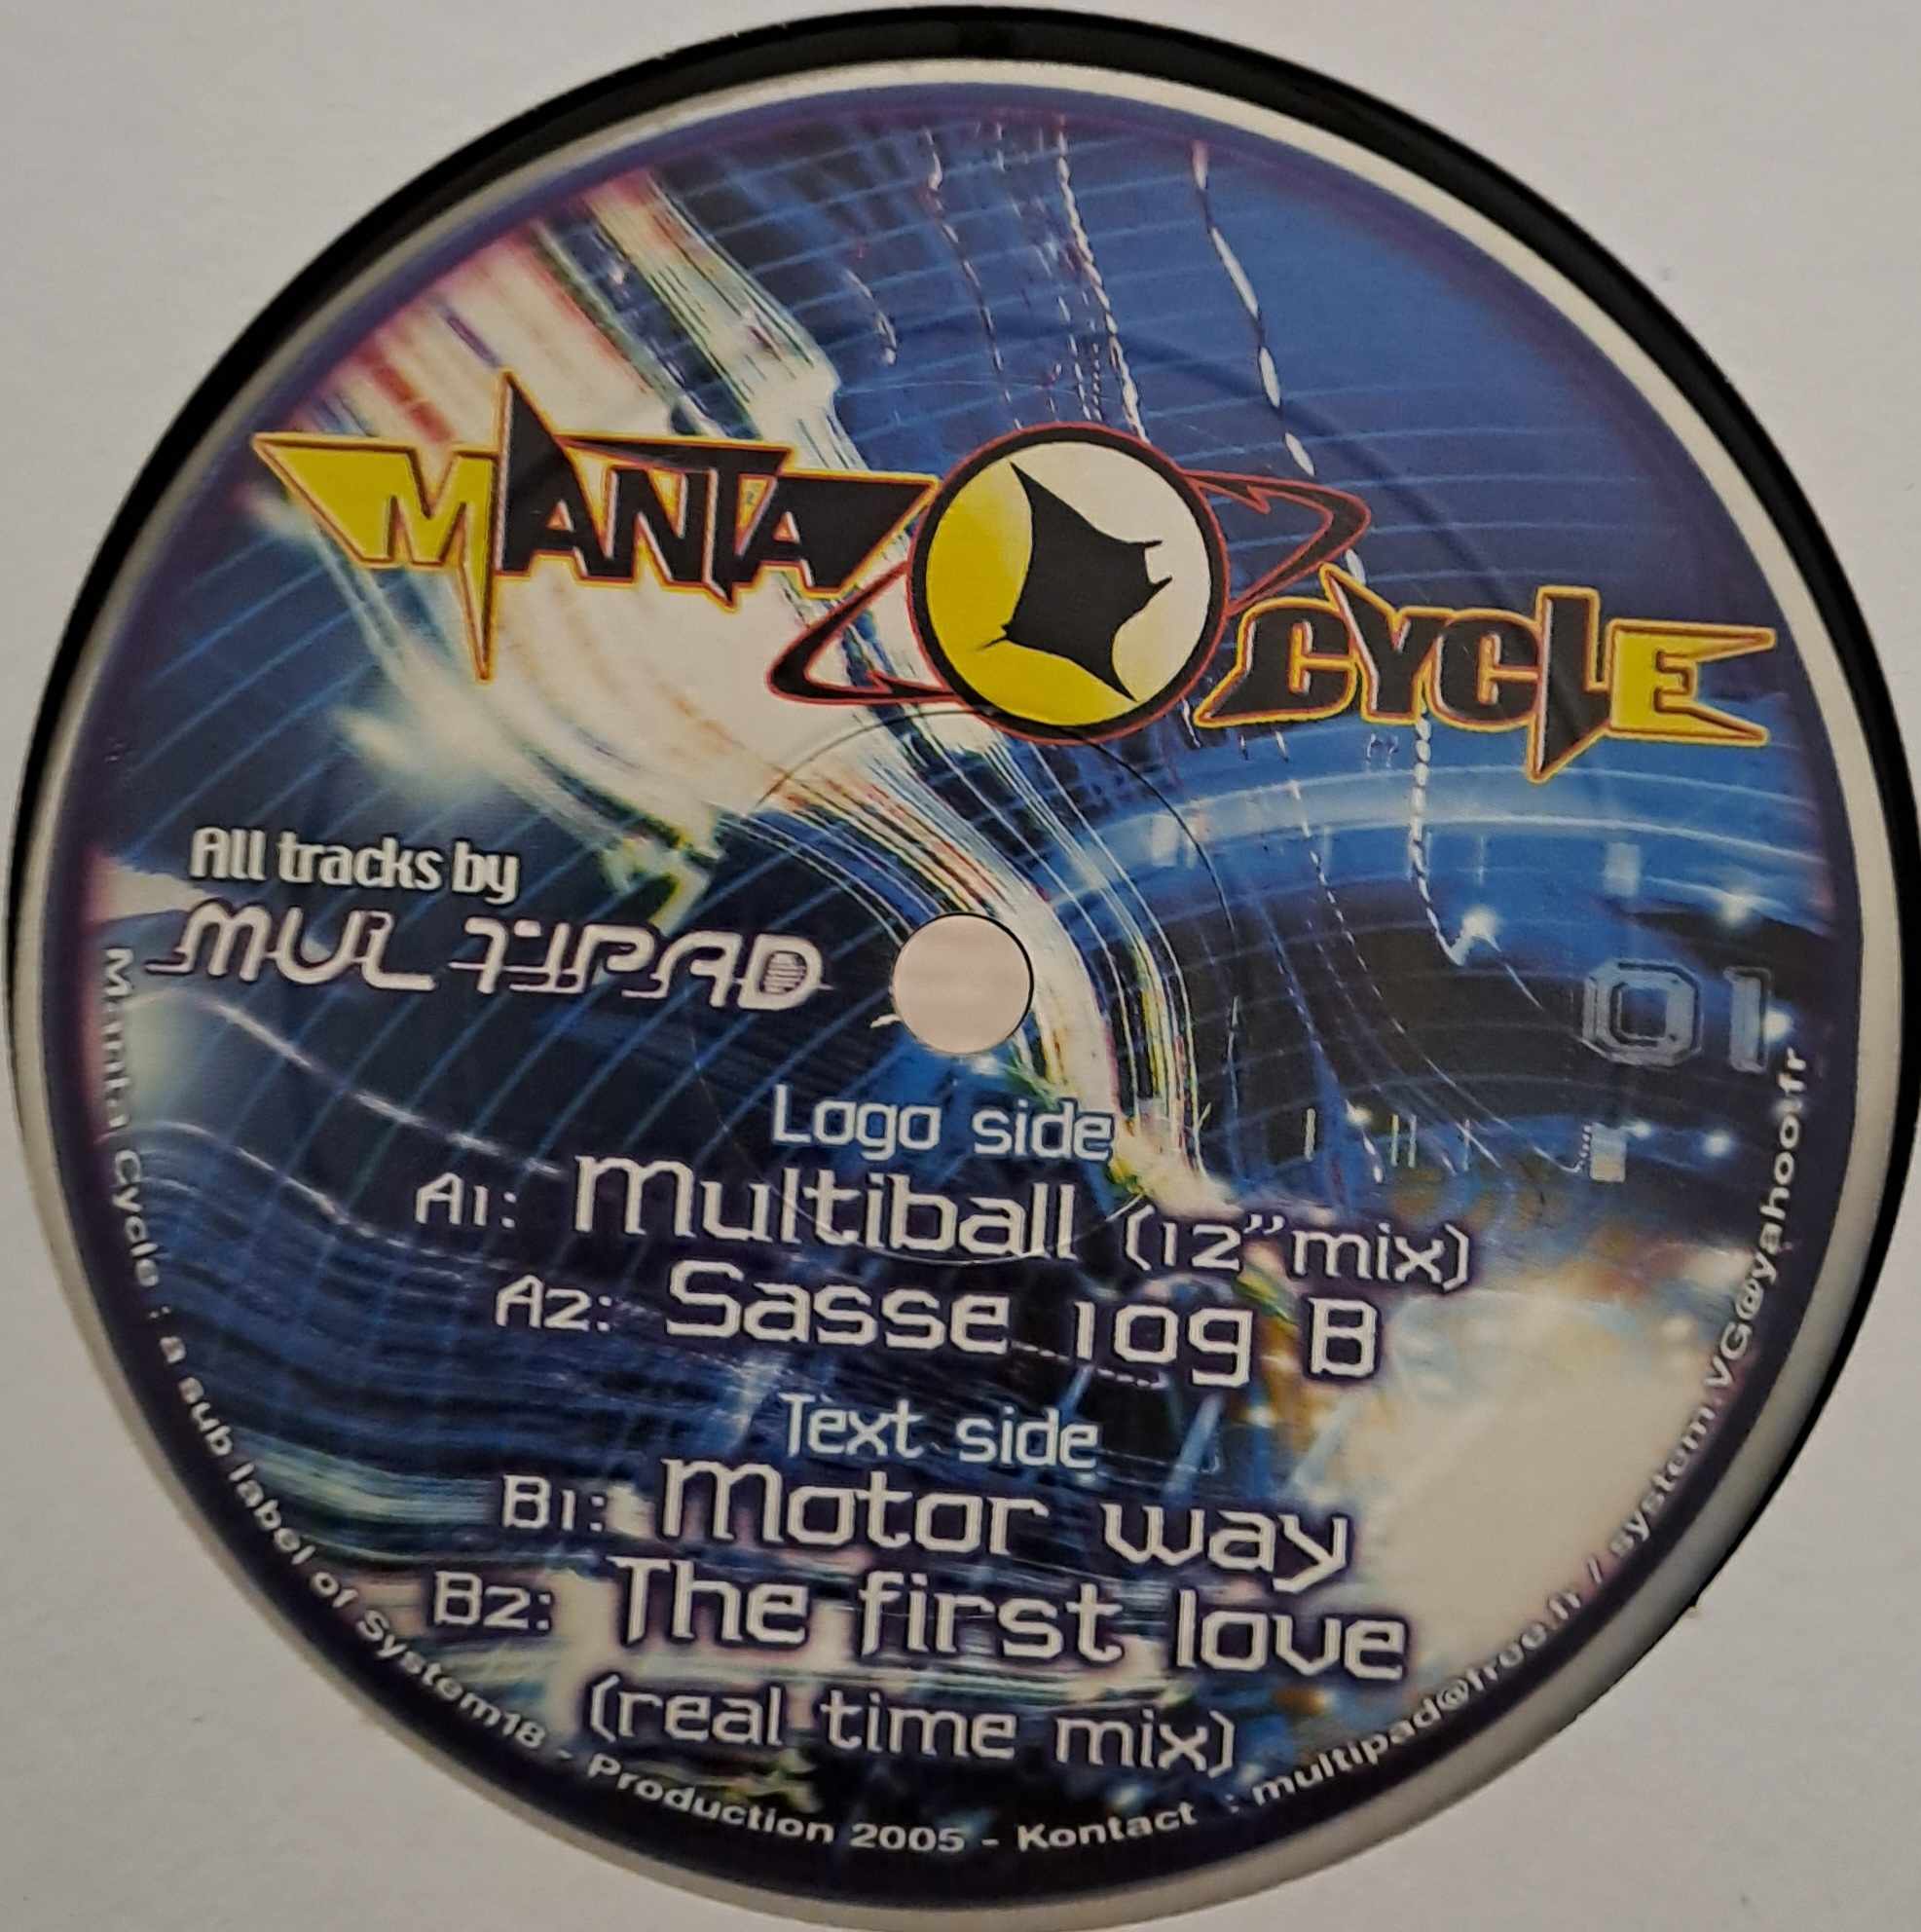 MANTA CYCLE
All tracks by
MULTIPAD
01
Logo side
A1: Multiball (12" mix)
A2: Sasse 109 B
Text side
B1: Motor way
B2: The first love
(real time mix)
Manta Cycle : a sub label of System18 - Production 2005 - Kontact : multipad@free.fr / system.VG@yahoo.fr